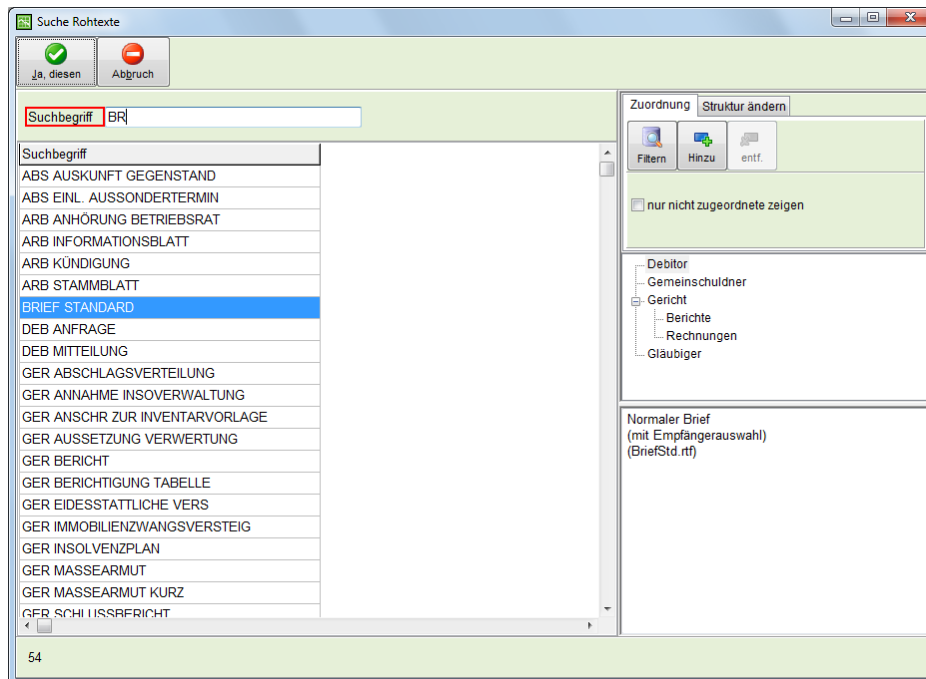 Suche Rohtexte
Ja, diesen
Abbruch
Suchbegriff BR
Suchbegriff
ABS AUSKUNFT GEGENSTAND
ABS EINL. AUSSONDERTERMIN
ARB ANHÖRUNG BETRIEBSRAT
ARB INFORMATIONSBLATT
ARB KÜNDIGUNG
ARB STAMMBLATT
BRIEF STANDARD
DEB ANFRAGE
DEB MITTEILUNG
GER ABSCHLAGSVERTEILUNG
GER ANNAHME INSOVERWALTUNG
GER ANSCHR ZUR INVENTARVORLAGE
GER AUSSETZUNG VERWERTUNG
GER BERICHT
GER BERICHTIGUNG TABELLE
GER EIDESSTATTLICHE VERS
GER IMMOBILIENZWANGSVERSTEIG
GER INSOLVENZPLAN
GER MASSEARMUT
GER MASSEARMUT KURZ
GER SCHLUSSBERICHT
Zuordnung Struktur ändern
Filtern Hinzu entf.
nur nicht zugeordnete zeigen
Debitor
Gemeinschuldner
Gericht
Berichte
Rechnungen
Gläubiger
Normaler Brief
(mit Empfängerauswahl)
(BriefStd.rtf)
54